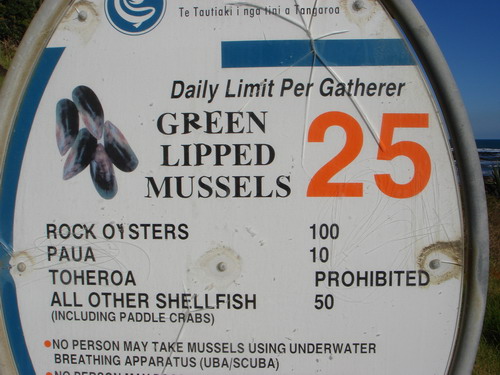 Te Tautiaki i nga tini a Tangaroa
Daily Limit Per Gatherer
GREEN
LIPPED
MUSSELS
25
ROCK OYSTERS 100
PAUA 10
TOHEROA PROHIBITED
ALL OTHER SHELLFISH 50
(INCLUDING PADDLE CRABS)
•NO PERSON MAY TAKE MUSSELS USING UNDERWATER
BREATHING APPARATUS (UBA/SCUBA)
•NO PERSON MAY